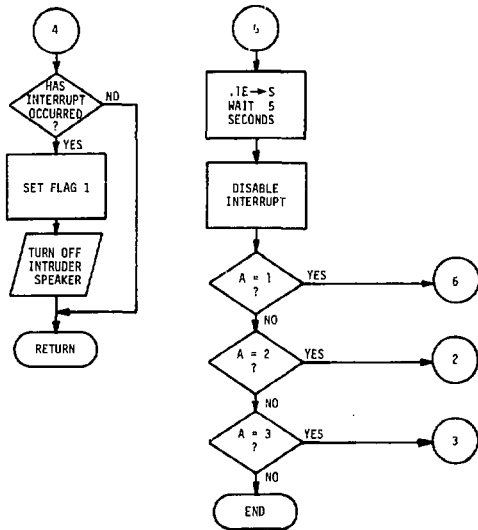 4
HAS
INTERRUPT
OCCURRED
?
NO
YES
SET FLAG 1
TURN OFF
INTRUDER
SPEAKER
RETURN
WAIT 5
SECONDS
DISABLE
INTERRUPT
A = 1
?
YES
6
NO
A = 2
?
YES
2
NO
A = 3
?
YES
3
NO
END